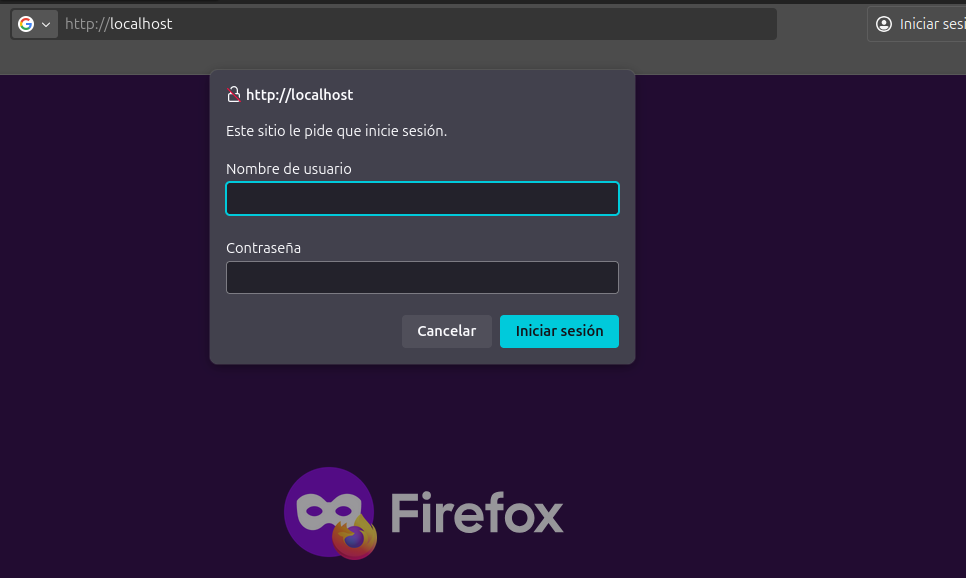 http://localhost
Iniciar sesi
http://localhost
Este sitio le pide que inicie sesión.
Nombre de usuario
Contraseña
Cancelar
Iniciar sesión
Firefox